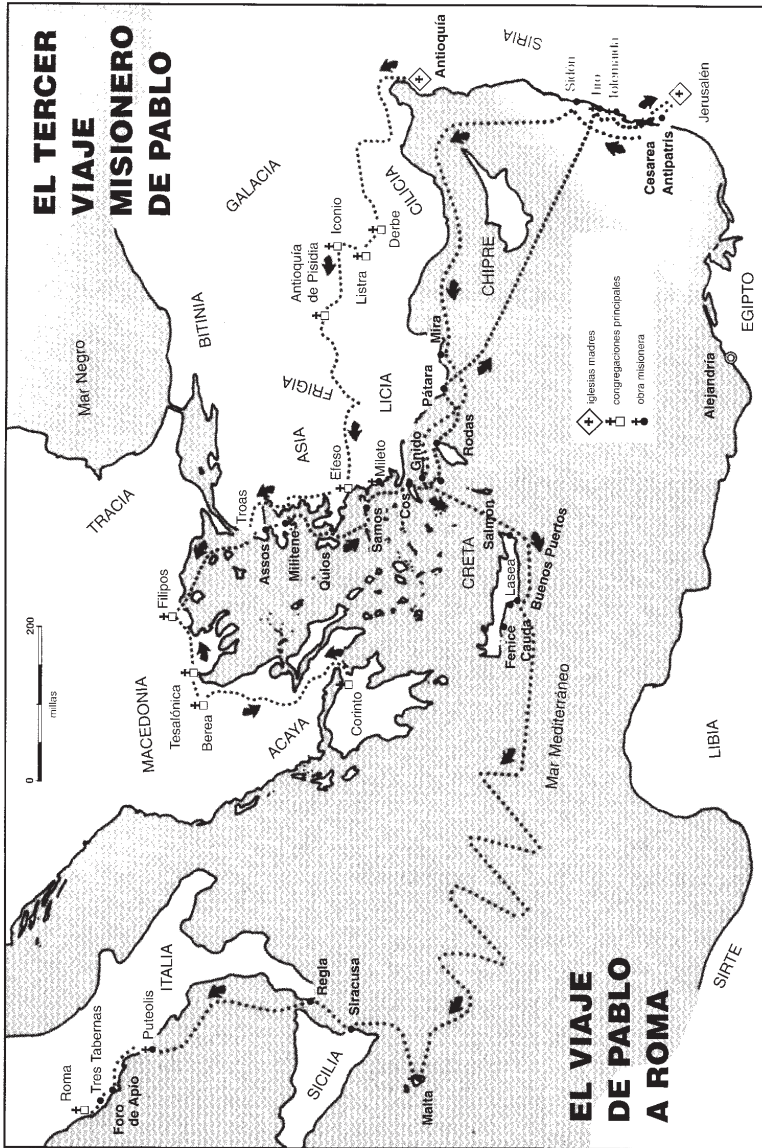 EL TERCER
VIAJE
MISIONERO
DE PABLO
Mar Negro
TRACIA
BITINIA
GALACIA
SIRIA
Antioquía
CILICIA
Iconio
Derbe
Listra
Antioquía
de Pisidia
FRIGIA
ASIA
LICIA
Efeso
Mileto
Troas
Assos
Militene
Quios
Samos
Cos
Gnido
Rodas
Pátara
Mira
CHIPRE
Sidón
Tiro
Tolemaida
Jerusalén
Cesarea
Antipatris
EGIPTO
Alejandría
iglesias madres
congregaciones principales
obra misionera
Filipos
Tesalónica
Berea
MACEDONIA
ACAYA
Corinto
0
200
millas
CRETA
Salmón
Lasea
Buenos Puertos
Fenice
Cauda
Mar Mediterráneo
LIBIA
SIRTE
ITALIA
Roma
Tres Tabernas
Foro
de Apio
Puteolis
Regla
Siracusa
SICILIA
Malta
EL VIAJE
DE PABLO
A ROMA